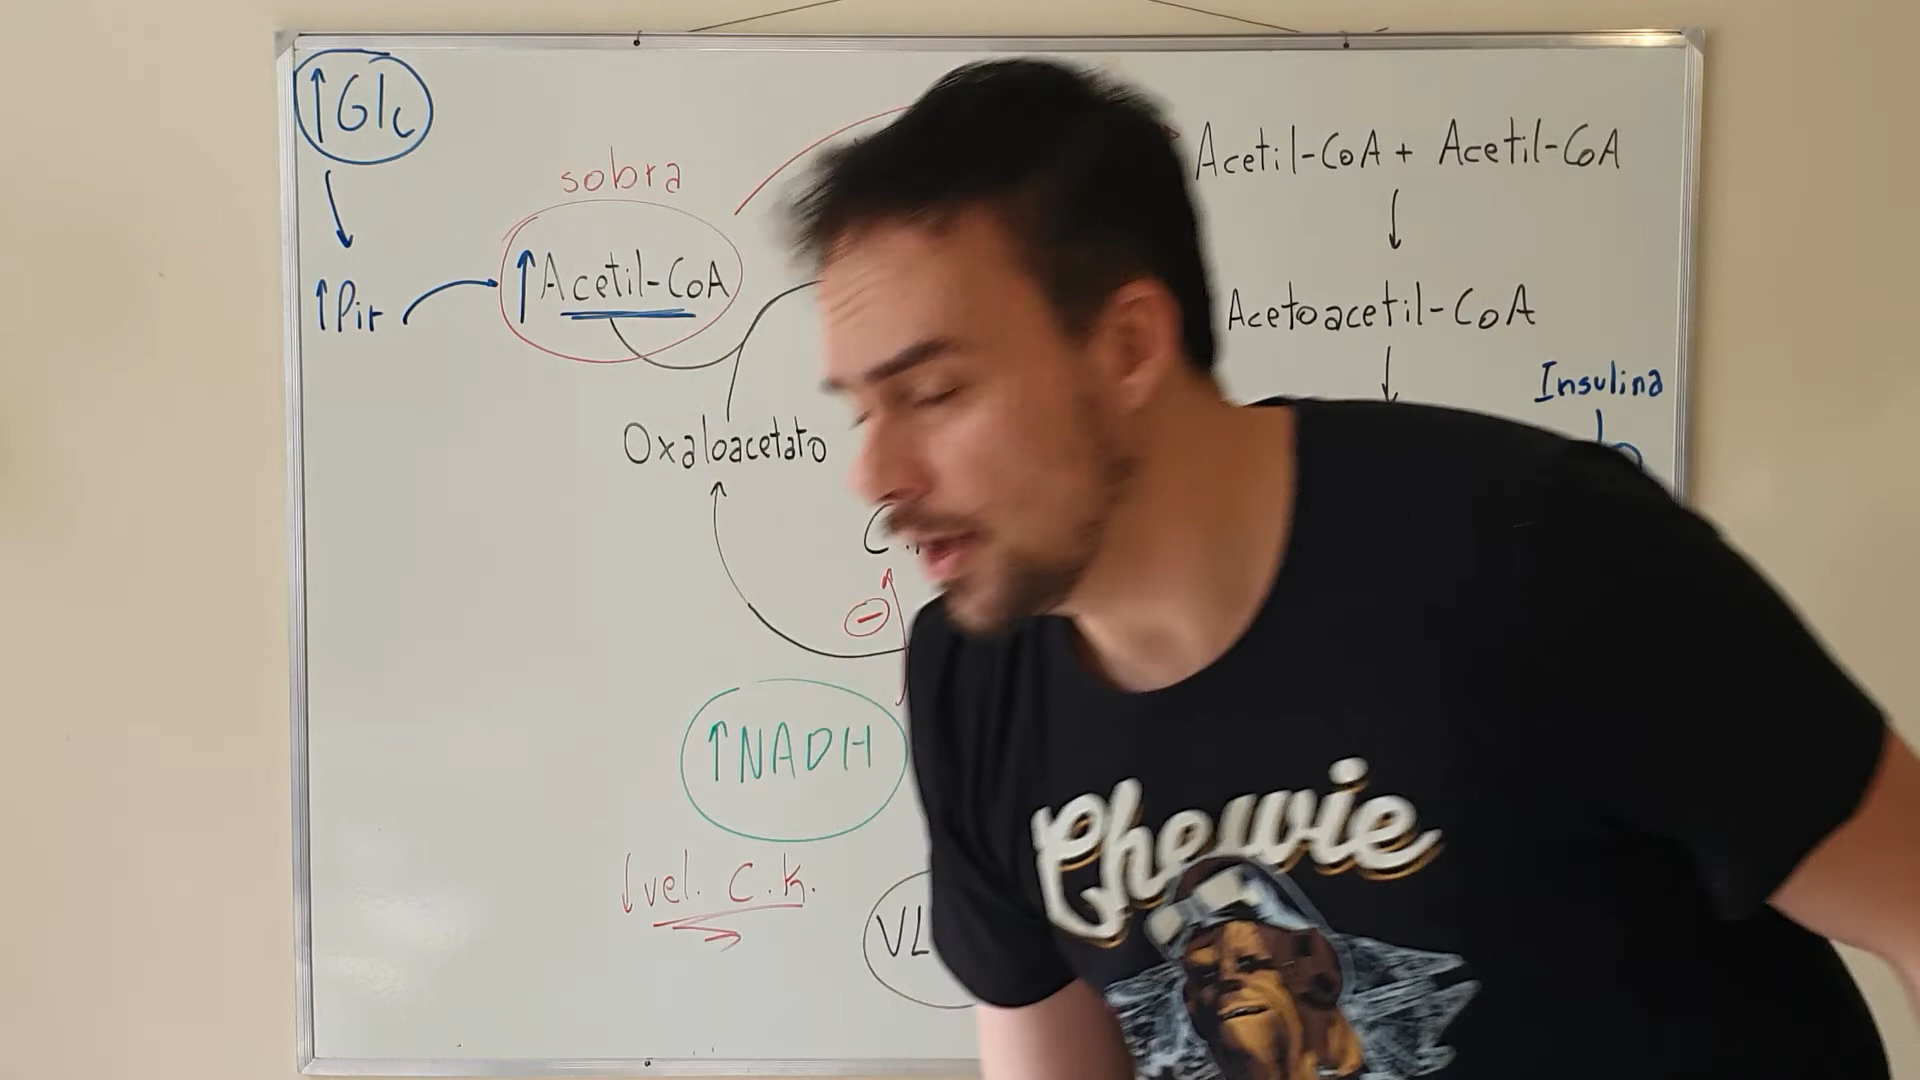 ↑Glc
sobra
↑Acetil-CoA
↑Pir
Oxaloacetato
↑NADH
↓vel. C.K.
Acetil-CoA + Acetil-CoA
Acetoacetil-CoA
Insulina
Chewie